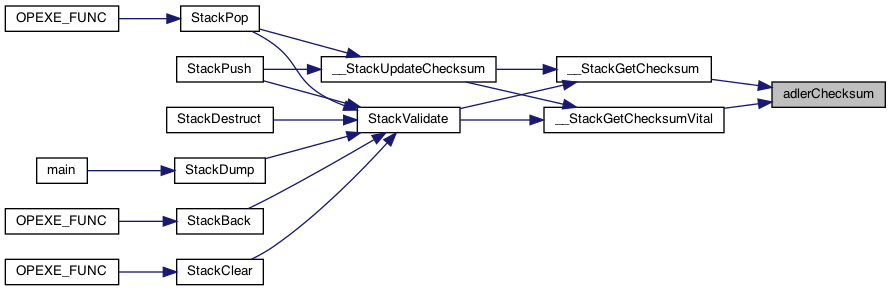 OPEXE_FUNC
StackPop
StackPush
__StackUpdateChecksum
__StackGetChecksum
adlerChecksum
StackDestruct
StackValidate
__StackGetChecksumVital
main
StackDump
OPEXE_FUNC
StackBack
OPEXE_FUNC
StackClear